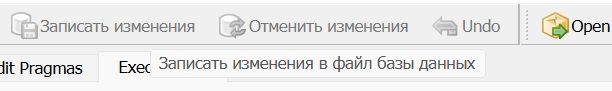 Записать изменения Отменить изменения Undo Open
dit Pragmas Exec
Записать изменения в файл базы данных